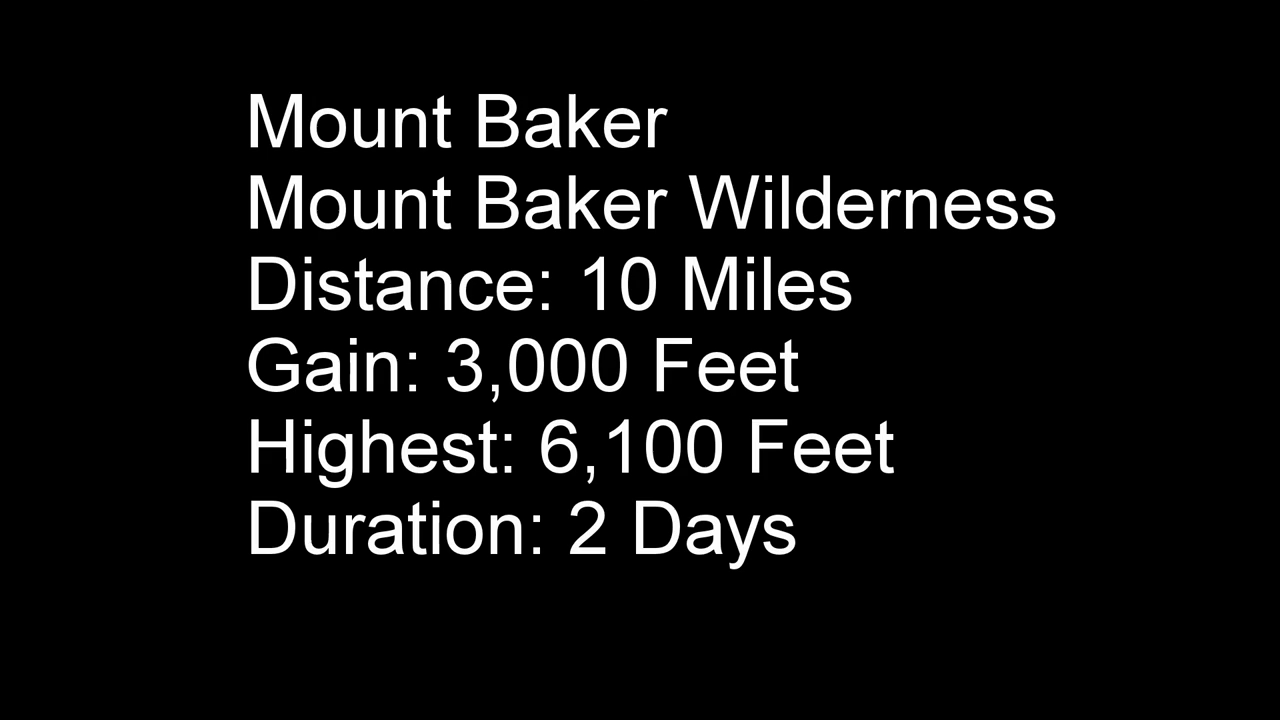 Mount Baker
Mount Baker Wilderness
Distance: 10 Miles
Gain: 3,000 Feet
Highest: 6,100 Feet
Duration: 2 Days